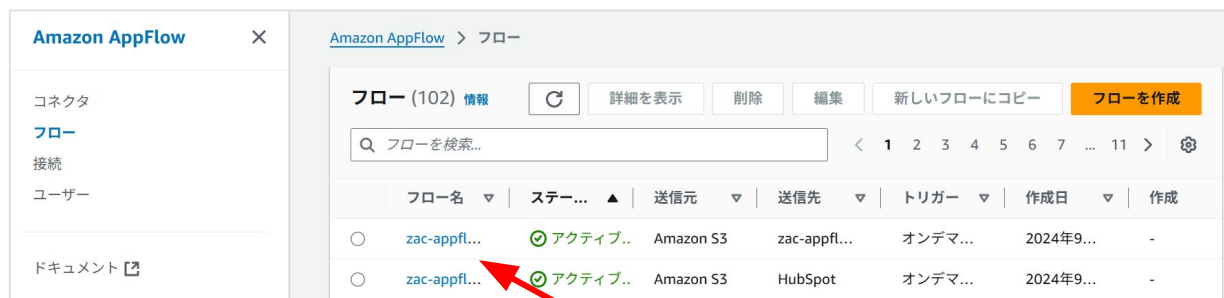 Amazon AppFlow
コネクタ
フロー
接続
ユーザー
ドキュメント
Amazon AppFlow > フロー
フロー (102) 情報 詳細を表示 削除 編集 新しいフローにコピー フローを作成
フローを検索... < 1 2 3 4 5 6 7 ... 11 >
フロー名 ステー... 送信元 送信先 トリガー 作成日 作成
zac-appfl... アクティブ.. Amazon S3 zac-appfl... オンデマ... 2024年9... -
zac-appfl... アクティブ.. Amazon S3 HubSpot オンデマ... 2024年9... -